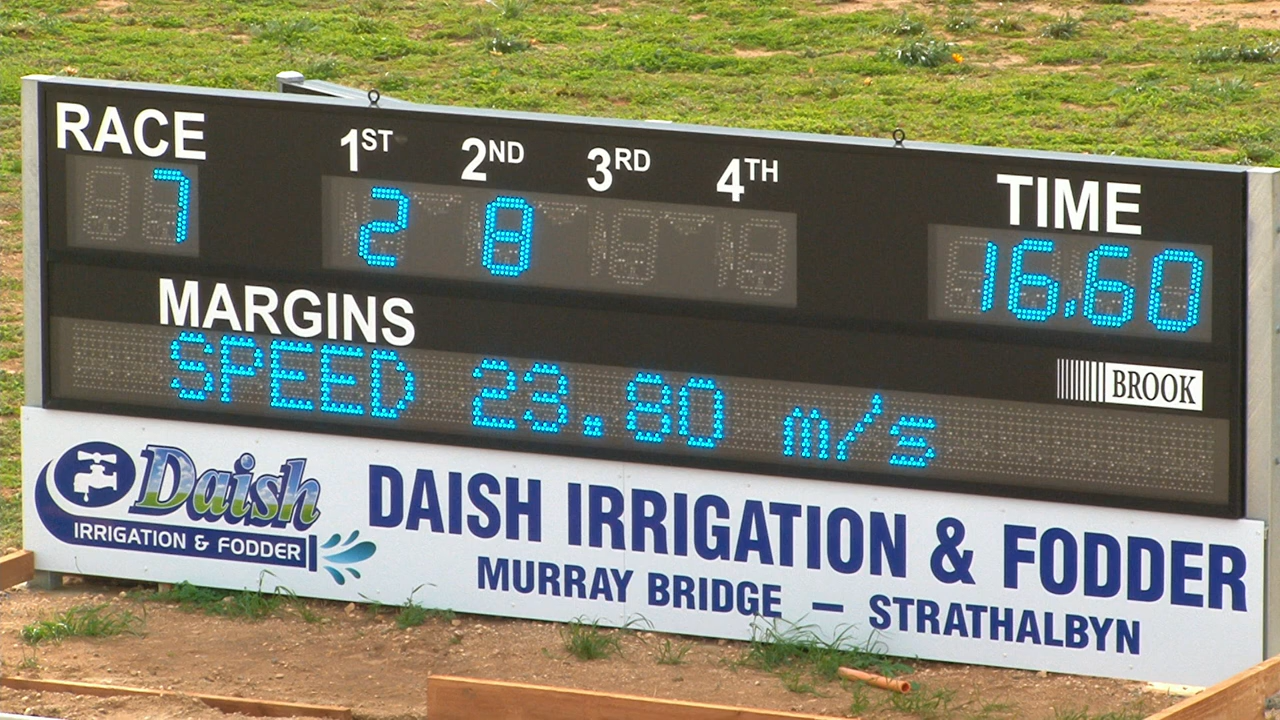 RACE 1ST 2ND 3RD 4TH TIME
7 2 8 16.60
MARGINS
SPEED 23.80 m/s
BROOK
Daish
IRRIGATION & FODDER
DAISH IRRIGATION & FODDER
MURRAY BRIDGE – STRATHALBYN